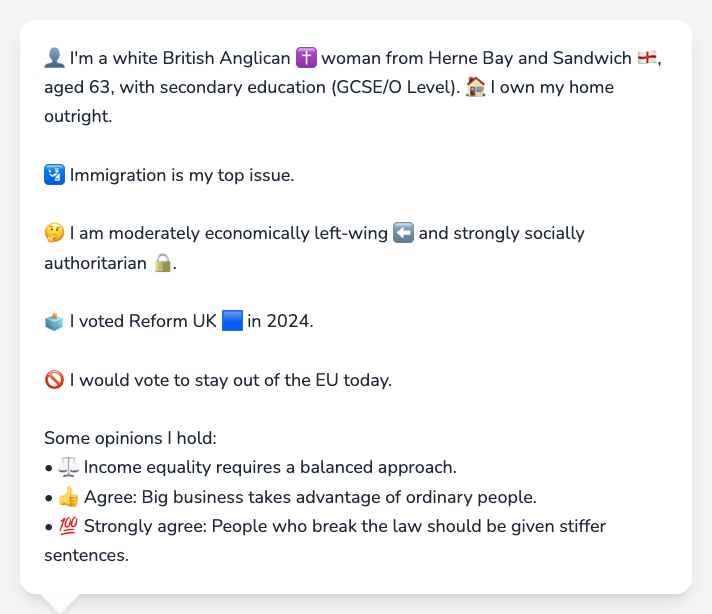 👤 I'm a white British Anglican ✝️ woman from Herne Bay and Sandwich 🏴󠁧󠁢󠁥󠁮󠁧󠁿,
aged 63, with secondary education (GCSE/O Level). 🏠 I own my home
outright.
🛂 Immigration is my top issue.
🤔 I am moderately economically left-wing ⬅️ and strongly socially
authoritarian 🔒.
🗳️ I voted Reform UK 🟦 in 2024.
🚫 I would vote to stay out of the EU today.
Some opinions I hold:
• ⚖️ Income equality requires a balanced approach.
• 👍 Agree: Big business takes advantage of ordinary people.
• 💯 Strongly agree: People who break the law should be given stiffer
sentences.